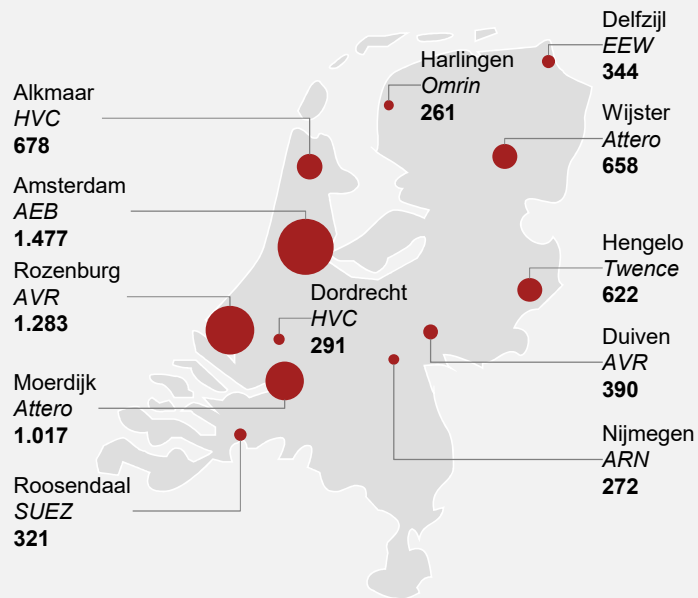 Delfzijl
EEW
344
Harlingen
Omrin
261
Alkmaar
HVC
678
Wijster
Attero
658
Amsterdam
AEB
1.477
Hengelo
Twence
622
Rozenburg
AVR
1.283
Dordrecht
HVC
291
Duiven
AVR
390
Moerdijk
Attero
1.017
Nijmegen
ARN
272
Roosendaal
SUEZ
321